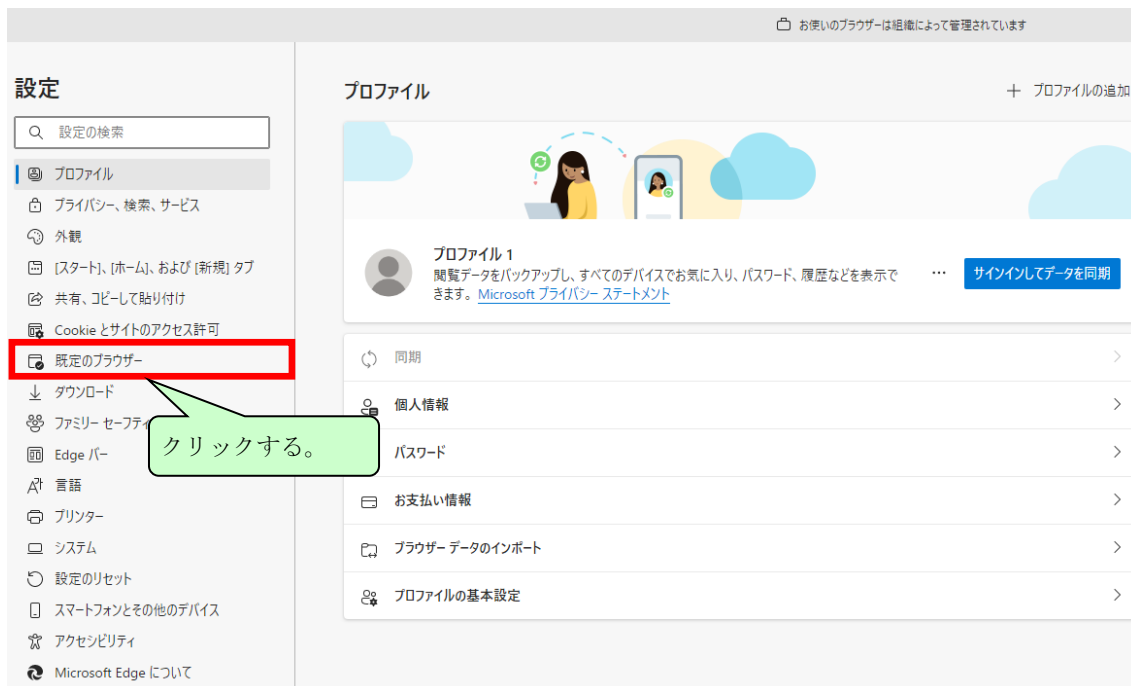 お使いのブラウザーは組織によって管理されています
設定
設定の検索
プロファイル
プライバシー、検索、サービス
外観
[スタート]、[ホーム]、および [新規] タブ
共有、コピーして貼り付け
Cookie とサイトのアクセス許可
既定のブラウザー
ダウンロード
ファミリー セーフティ
Edge バー
言語
プリンター
システム
設定のリセット
スマートフォンとその他のデバイス
アクセシビリティ
Microsoft Edge について
クリックする。
プロファイル
プロファイルの追加
プロファイル 1
閲覧データをバックアップし、すべてのデバイスでお気に入り、パスワード、履歴などを表示で
きます。Microsoft プライバシー ステートメント
サインインしてデータを同期
同期
個人情報
パスワード
お支払い情報
ブラウザー データのインポート
プロファイルの基本設定